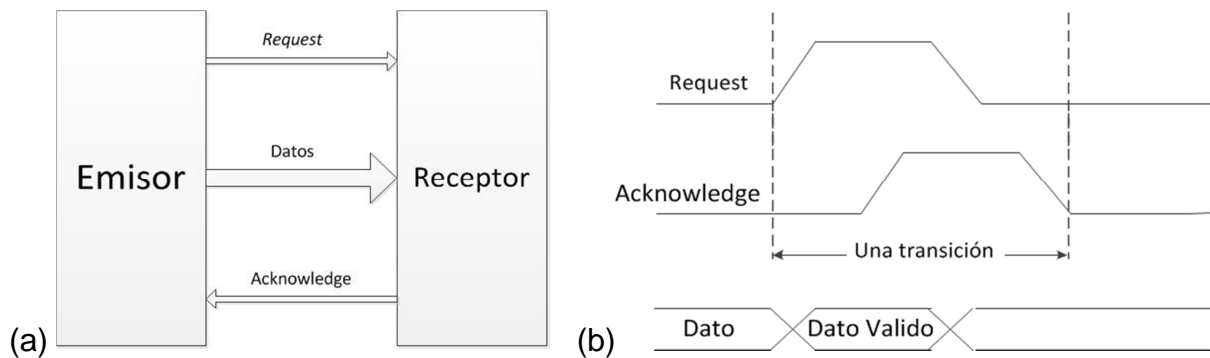 Request
Emisor
Datos
Receptor
Acknowledge
(a)
Request
Acknowledge
Una transición
Dato
Dato Valido
(b)